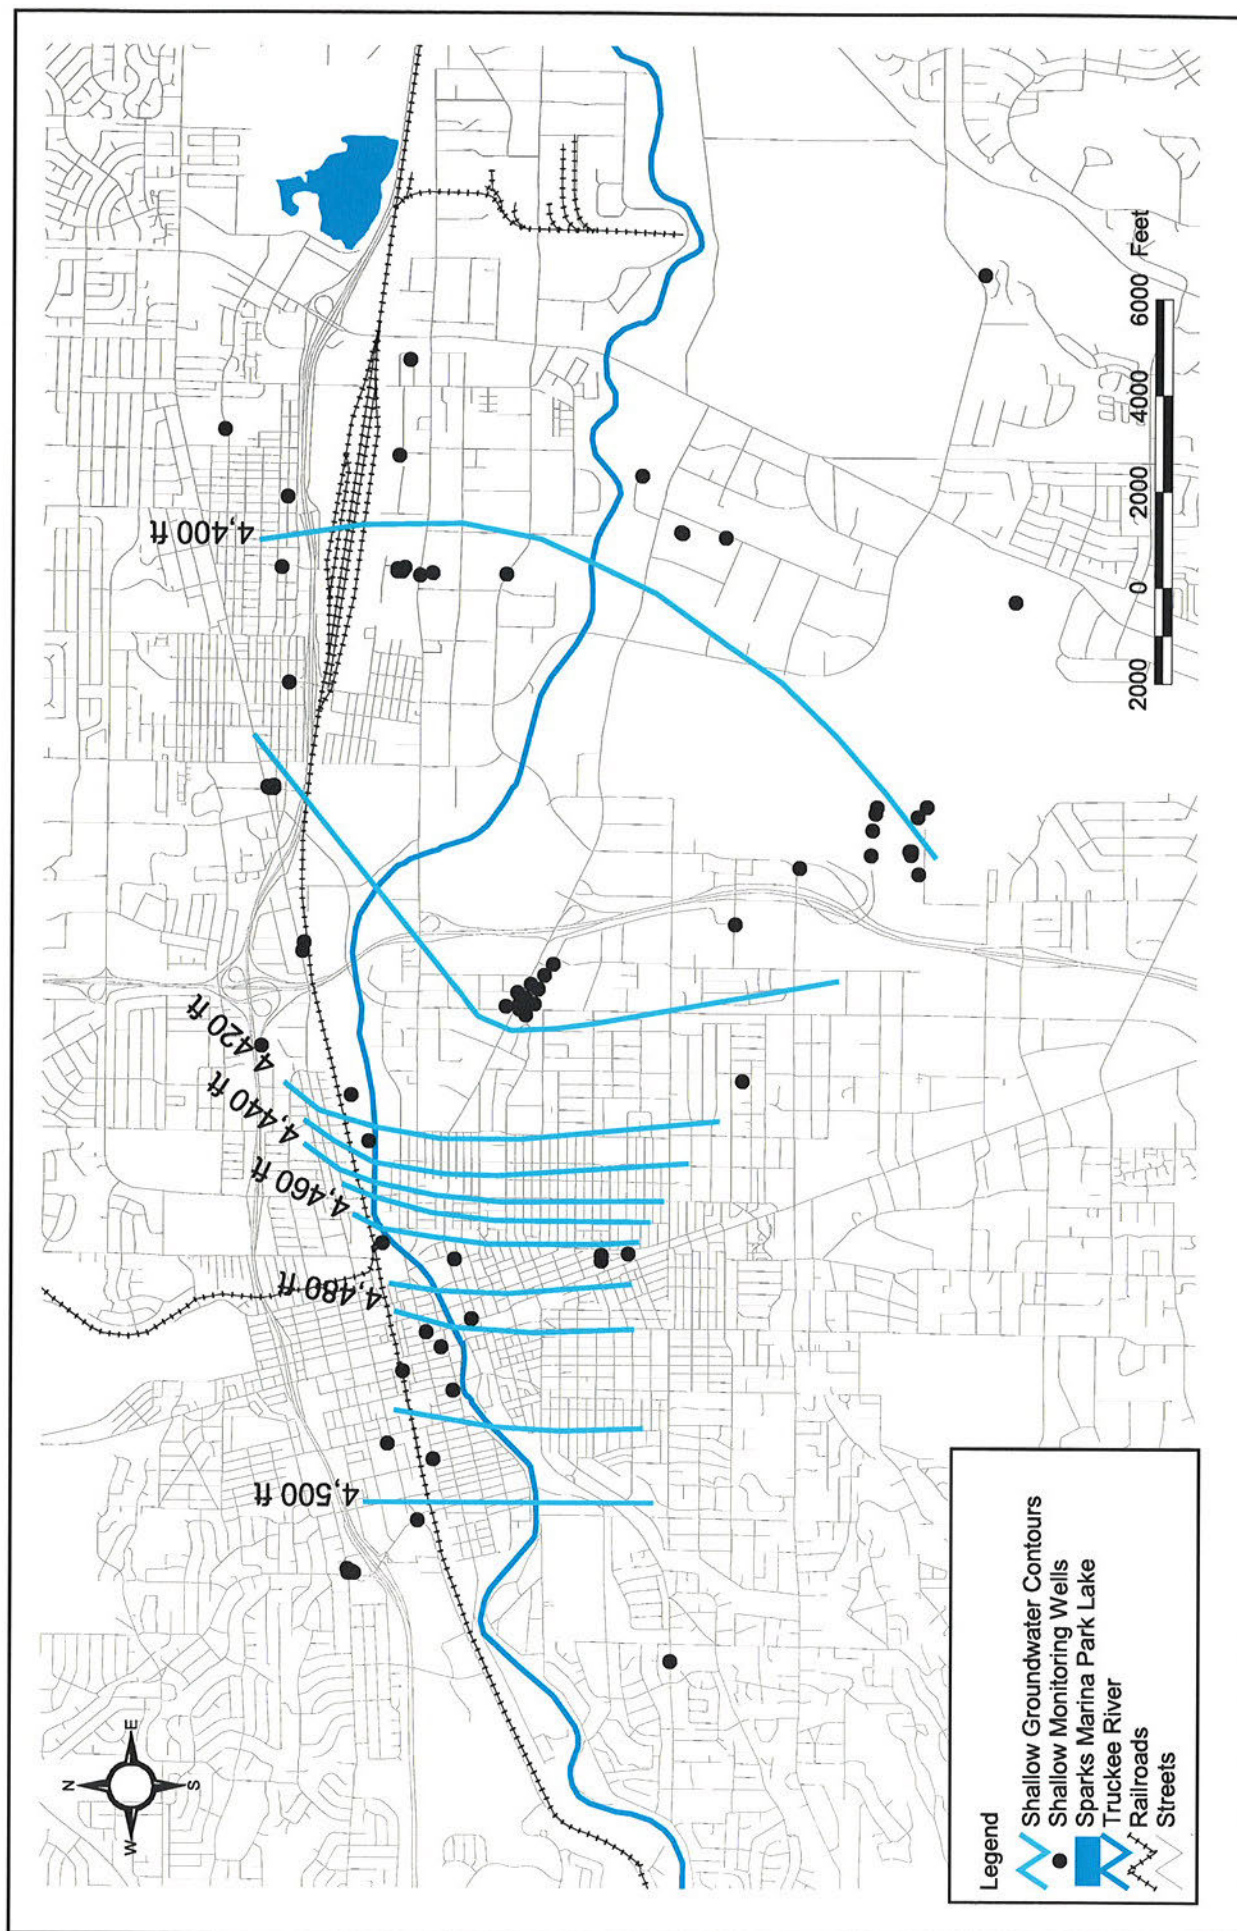 N
W
E
S
4,500 ft
4,480 ft
4,460 ft
4,440 ft
4,420 ft
4,400 ft
Legend
Shallow Groundwater Contours
Shallow Monitoring Wells
Sparks Marina Park Lake
Truckee River
Railroads
Streets
2000 0 2000 4000 6000 Feet